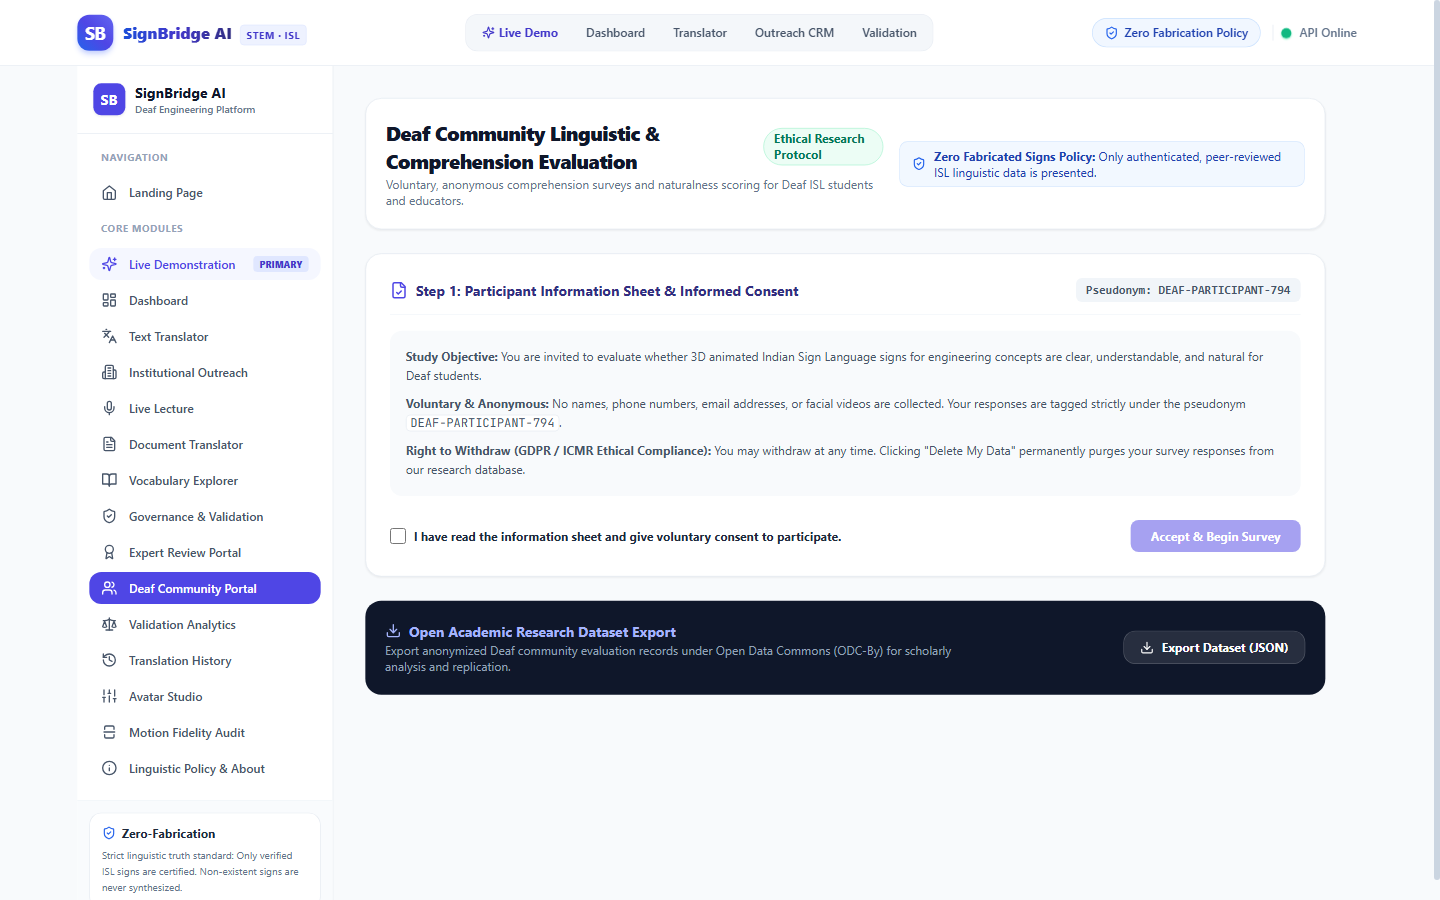 SB SignBridge AI STEM · ISL
Live Demo Dashboard Translator Outreach CRM Validation
Zero Fabrication Policy API Online
SB SignBridge AI
Deaf Engineering Platform
NAVIGATION
Landing Page
CORE MODULES
Live Demonstration PRIMARY
Dashboard
Text Translator
Institutional Outreach
Live Lecture
Document Translator
Vocabulary Explorer
Governance & Validation
Expert Review Portal
Deaf Community Portal
Validation Analytics
Translation History
Avatar Studio
Motion Fidelity Audit
Linguistic Policy & About
Zero-Fabrication
Strict linguistic truth standard: Only verified
ISL signs are certified. Non-existent signs are
never synthesized.
Deaf Community Linguistic &
Comprehension Evaluation
Ethical Research
Protocol
Voluntary, anonymous comprehension surveys and naturalness scoring for Deaf ISL students
and educators.
Zero Fabricated Signs Policy: Only authenticated, peer-reviewed
ISL linguistic data is presented.
Step 1: Participant Information Sheet & Informed Consent
Pseudonym: DEAF-PARTICIPANT-794
Study Objective: You are invited to evaluate whether 3D animated Indian Sign Language signs for engineering concepts are clear, understandable, and natural for
Deaf students.
Voluntary & Anonymous: No names, phone numbers, email addresses, or facial videos are collected. Your responses are tagged strictly under the pseudonym
DEAF-PARTICIPANT-794.
Right to Withdraw (GDPR / ICMR Ethical Compliance): You may withdraw at any time. Clicking "Delete My Data" permanently purges your survey responses from
our research database.
I have read the information sheet and give voluntary consent to participate.
Accept & Begin Survey
Open Academic Research Dataset Export
Export anonymized Deaf community evaluation records under Open Data Commons (ODC-By) for scholarly
analysis and replication.
Export Dataset (JSON)